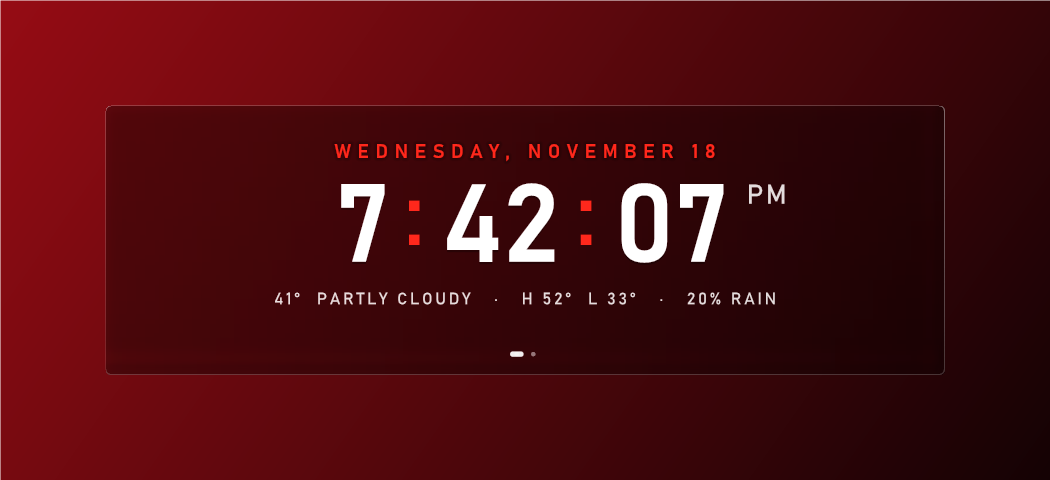 WEDNESDAY, NOVEMBER 18
7:42:07 PM
41° PARTLY CLOUDY · H 52° L 33° · 20% RAIN